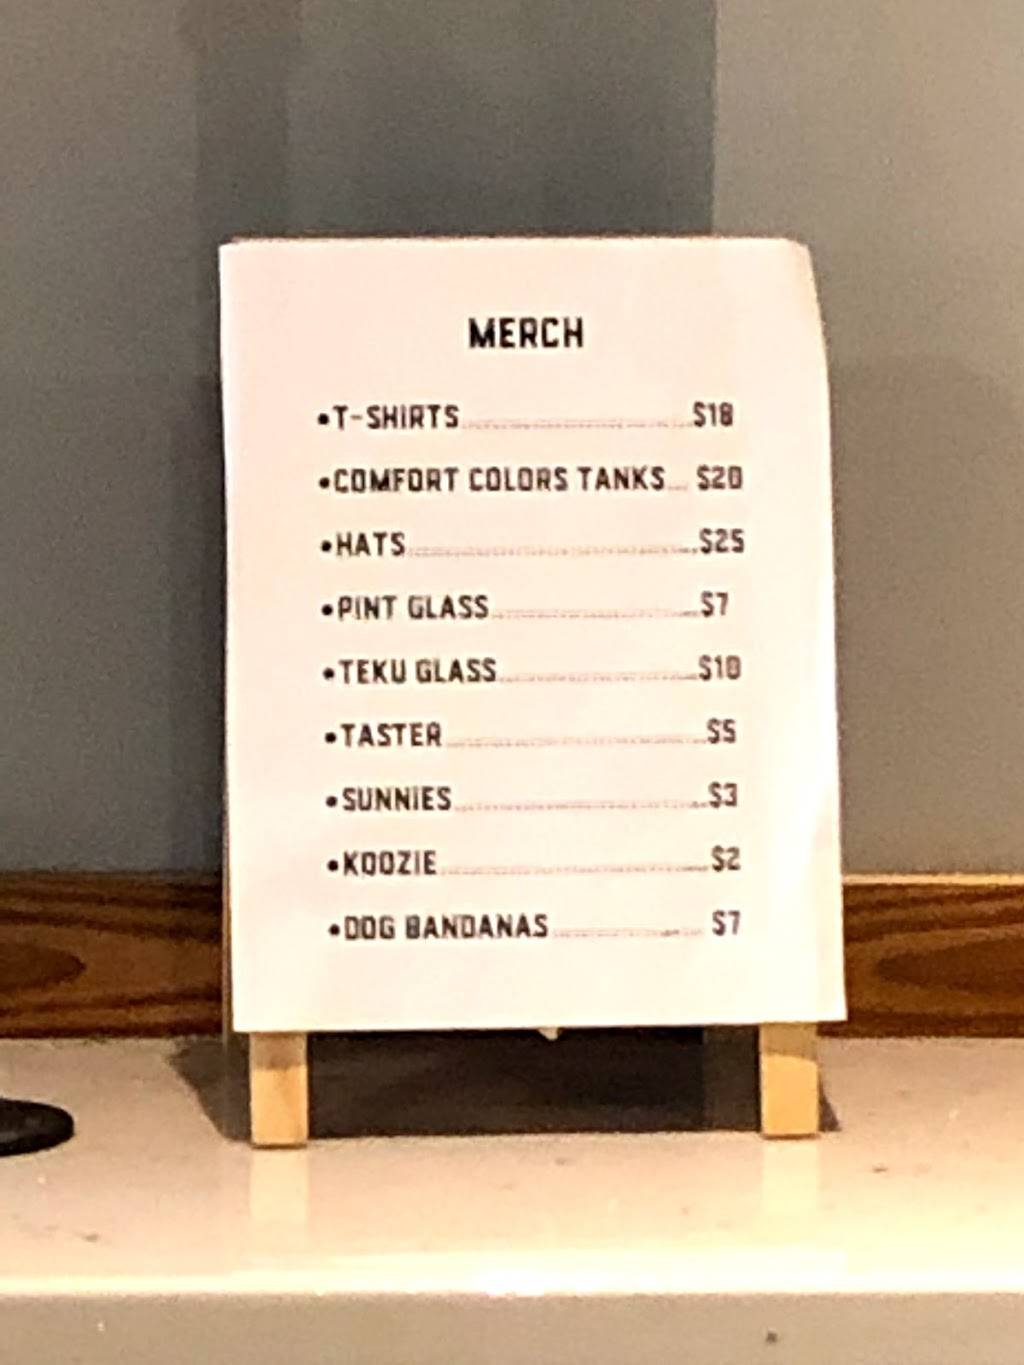 MERCH
•T-SHIRTS......................................$18
•COMFORT COLORS TANKS... $20
•HATS................................................$25
•PINT GLASS...................................$7
•TEKU GLASS..................................$10
•TASTER...........................................$5
•SUNNIES.........................................$3
•KOOZIE............................................$2
•DOG BANDANAS......................... $7